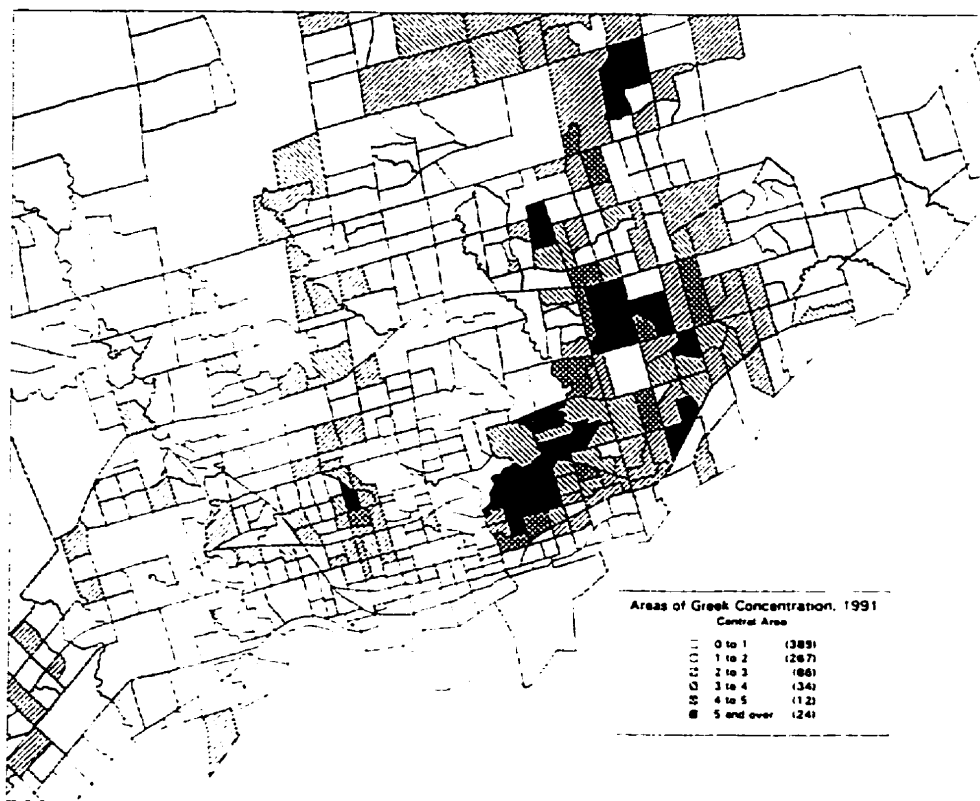 Areas of Greek Concentration, 1991
Central Area
0 to 1 (385)
1 to 2 (267)
2 to 3 (66)
3 to 4 (34)
4 to 5 (12)
5 and over (24)